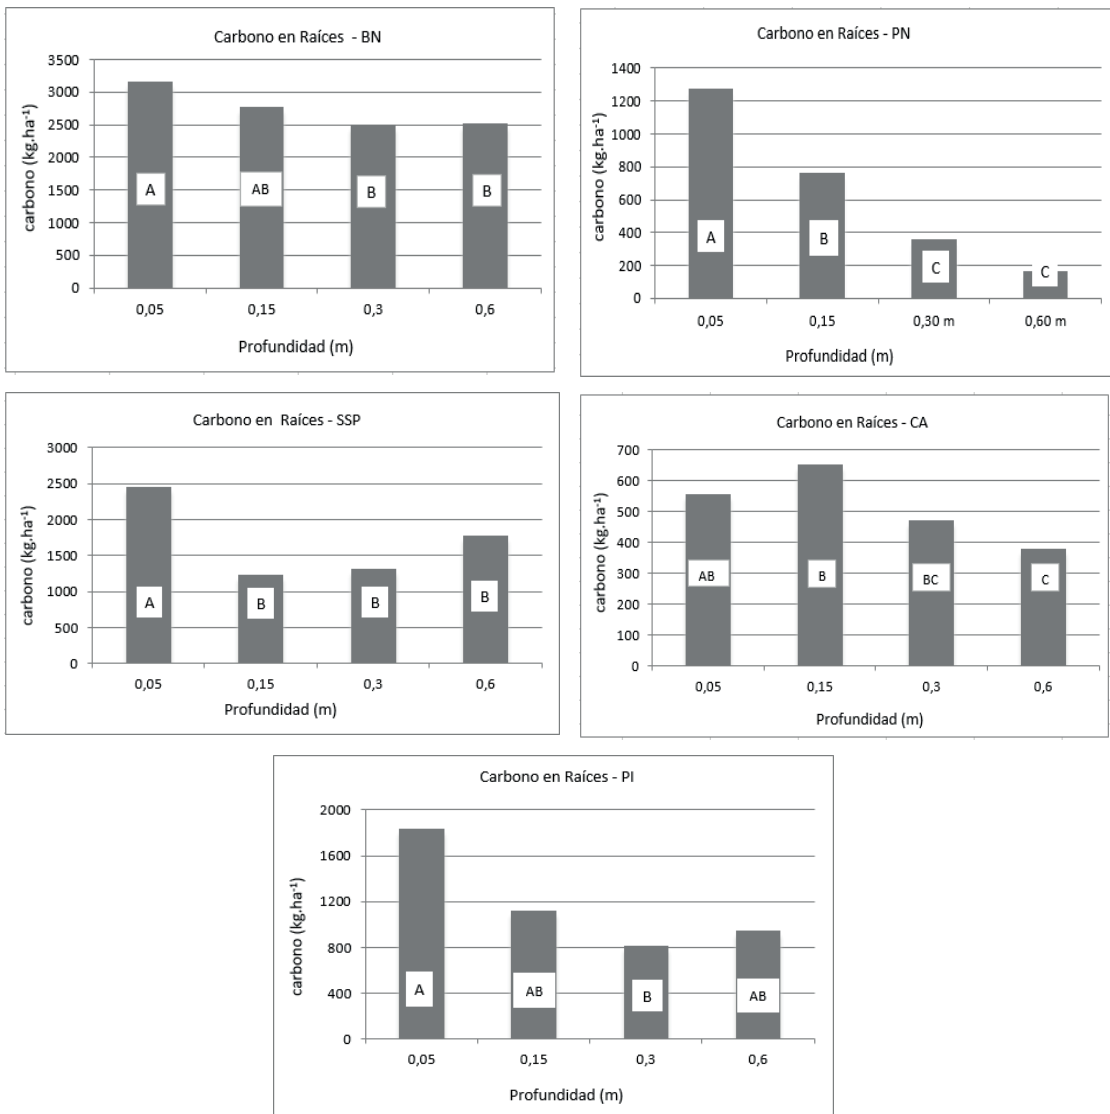 Carbono en Raíces - BN
carbono (kg.ha⁻¹)
3500
3000
2500
2000
1500
1000
500
0
A
AB
B
B
0,05
0,15
0,3
0,6
Profundidad (m)
Carbono en Raíces - PN
carbono (kg.ha⁻¹)
1400
1200
1000
800
600
400
200
0
A
B
C
C
0,05
0,15
0,30 m
0,60 m
Profundidad (m)
Carbono en Raíces - SSP
carbono (kg.ha⁻¹)
3000
2500
2000
1500
1000
500
0
A
B
B
B
0,05
0,15
0,3
0,6
Profundidad (m)
Carbono en Raíces - CA
carbono (kg.ha⁻¹)
700
600
500
400
300
200
100
0
AB
B
BC
C
0,05
0,15
0,3
0,6
Profundidad (m)
Carbono en Raíces - PI
carbono (kg.ha⁻¹)
2000
1600
1200
800
400
0
A
AB
B
AB
0,05
0,15
0,3
0,6
Profundidad (m)